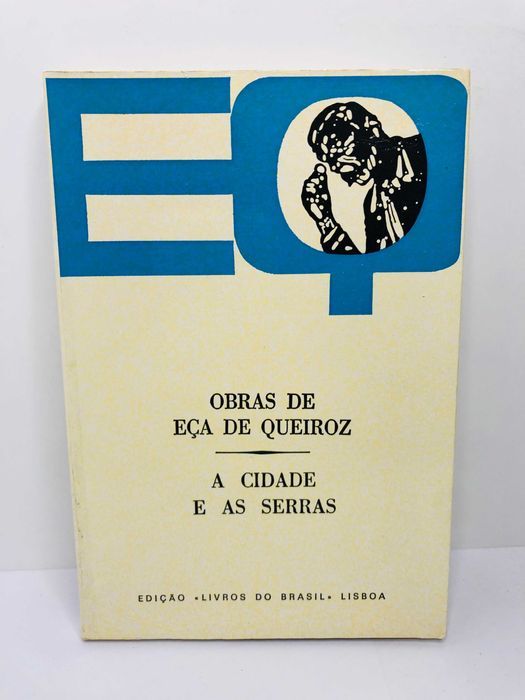 EQ
OBRAS DE
EÇA DE QUEIROZ
A CIDADE
E AS SERRAS
EDIÇÃO «LIVROS DO BRASIL» LISBOA